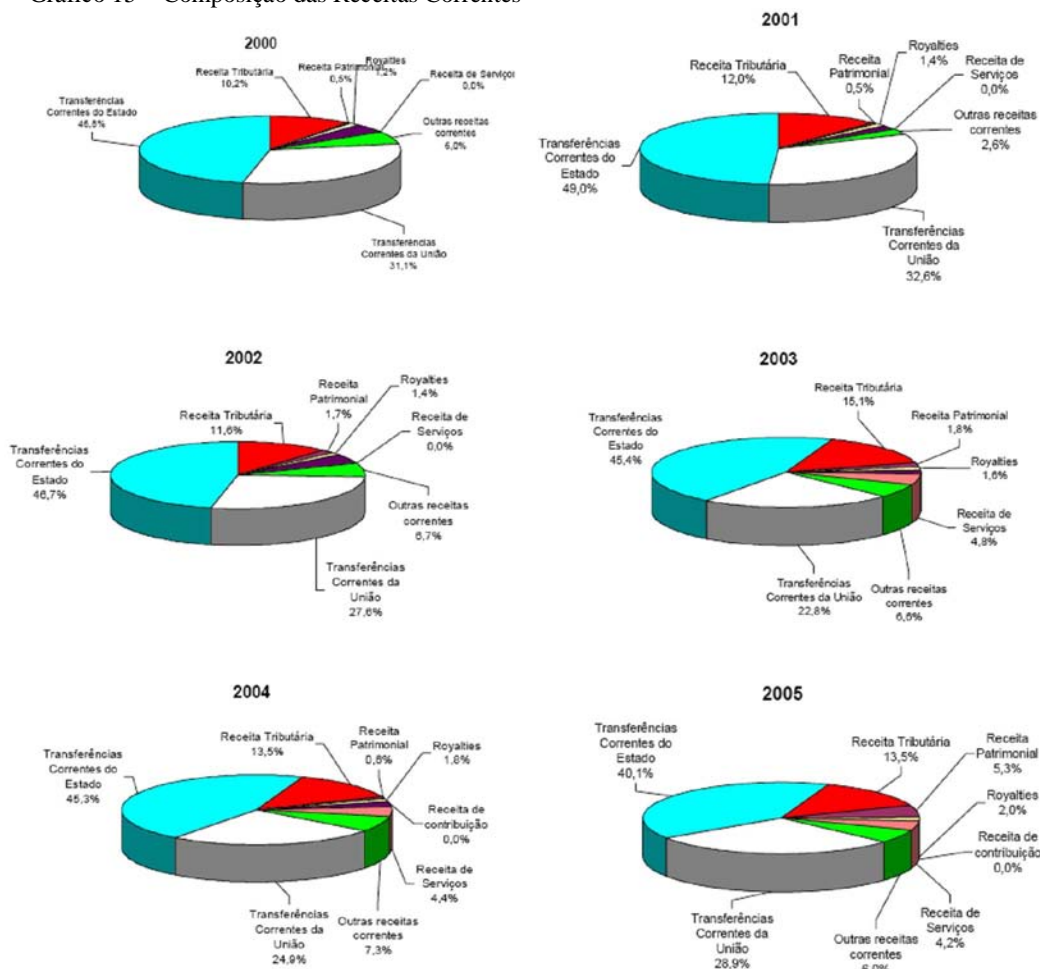 Gráfico 13 – Composição das Receitas Correntes
2000
Receita Tributária
10,2%
Receita Patrimonial
0,5%
Royalties
1,2%
Receita de Serviços
0,0%
Outras receitas
correntes
6,0%
Transferências
Correntes da União
31,1%
Transferências
Correntes do Estado
2001
Receita Tributária
12,0%
Receita
Patrimonial
0,5%
Royalties
1,4%
Receita de
Serviços
0,0%
Outras receitas
correntes
2,6%
Transferências
Correntes da
União
32,6%
Transferências
Correntes do
Estado
49,0%
2002
Receita Tributária
11,6%
Receita
Patrimonial
1,7%
Royalties
1,4%
Receita de
Serviços
0,0%
Outras receitas
correntes
6,7%
Transferências
Correntes da
União
27,6%
Transferências
Correntes do
Estado
46,7%
2003
Receita Tributária
15,1%
Receita Patrimonial
1,8%
Royalties
1,6%
Receita de
Serviços
4,8%
Outras receitas
correntes
6,6%
Transferências
Correntes da União
22,8%
Transferências
Correntes do
Estado
45,4%
2004
Receita Tributária
13,5%
Receita
Patrimonial
0,6%
Royalties
1,8%
Receita de
contribuição
0,0%
Receita de
Serviços
4,4%
Outras receitas
correntes
7,3%
Transferências
Correntes da
União
24,9%
Transferências
Correntes do
Estado
45,3%
2005
Receita Tributária
13,5%
Receita
Patrimonial
5,3%
Royalties
2,0%
Receita de
contribuição
0,0%
Receita de
Serviços
4,2%
Outras receitas
correntes
Transferências
Correntes da
União
28,9%
Transferências
Correntes do
Estado
40,1%